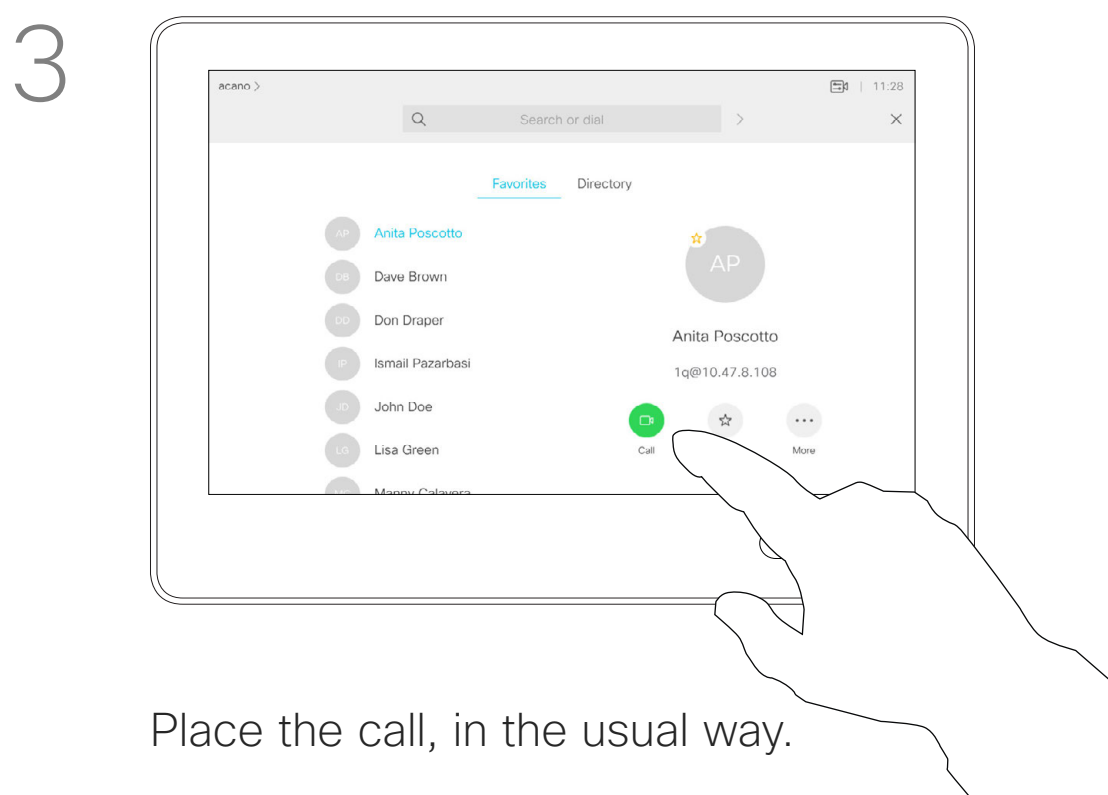 3
acano >
11:28
Search or dial
Favorites Directory
AP Anita Poscotto
DB Dave Brown
DD Don Draper
IP Ismail Pazarbasi
JD John Doe
LG Lisa Green
Manny Calavera
AP
Anita Poscotto
1q@10.47.8.108
Call
More
Place the call, in the usual way.